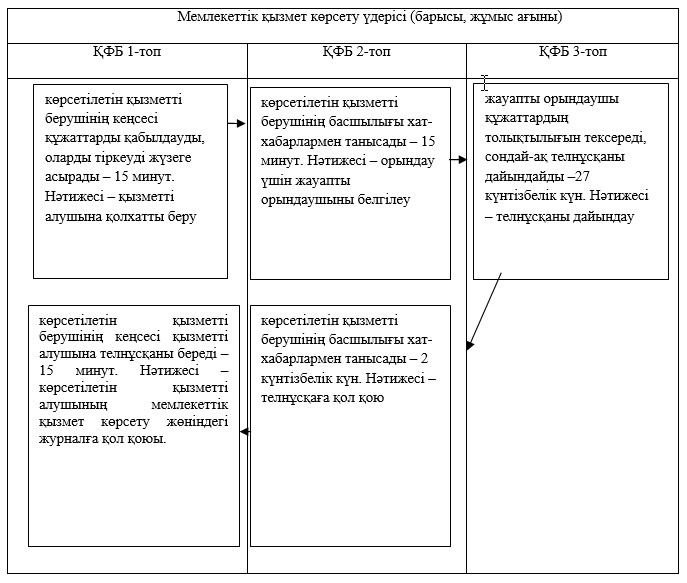 Мемлекеттік қызмет көрсету үдерісі (барысы, жұмыс ағыны)
ҚФБ 1-топ
ҚФБ 2-топ
ҚФБ 3-топ
көрсетілетін қызметті
берушінің кеңсесі
құжаттарды қабылдауды,
оларды тіркеуді жүзеге
асырады – 15 минут.
Нәтижесі – қызметті
алушына қолхатты беру
көрсетілетін қызметті
берушінің басшылығы хат-
хабарлармен танысады – 15
минут. Нәтижесі – орындау
үшін жауапты
орындаушыны белгілеу
жауапты орындаушы
құжаттардың
толықтылығын тексереді,
сондай-ақ телнұсқаны
дайындайды –27
күнтізбелік күн. Нәтижесі
– телнұсқаны дайындау
көрсетілетін қызметті
берушінің кеңсесі қызметті
алушына телнұсқаны береді –
15 минут. Нәтижесі –
көрсетілетін қызметті
алушының мемлекеттік
қызмет көрсету жөніндегі
журналға қол қоюы.
көрсетілетін қызметті
берушінің басшылығы хат-
хабарлармен танысады – 2
күнтізбелік күн. Нәтижесі –
телнұсқаға қол қою